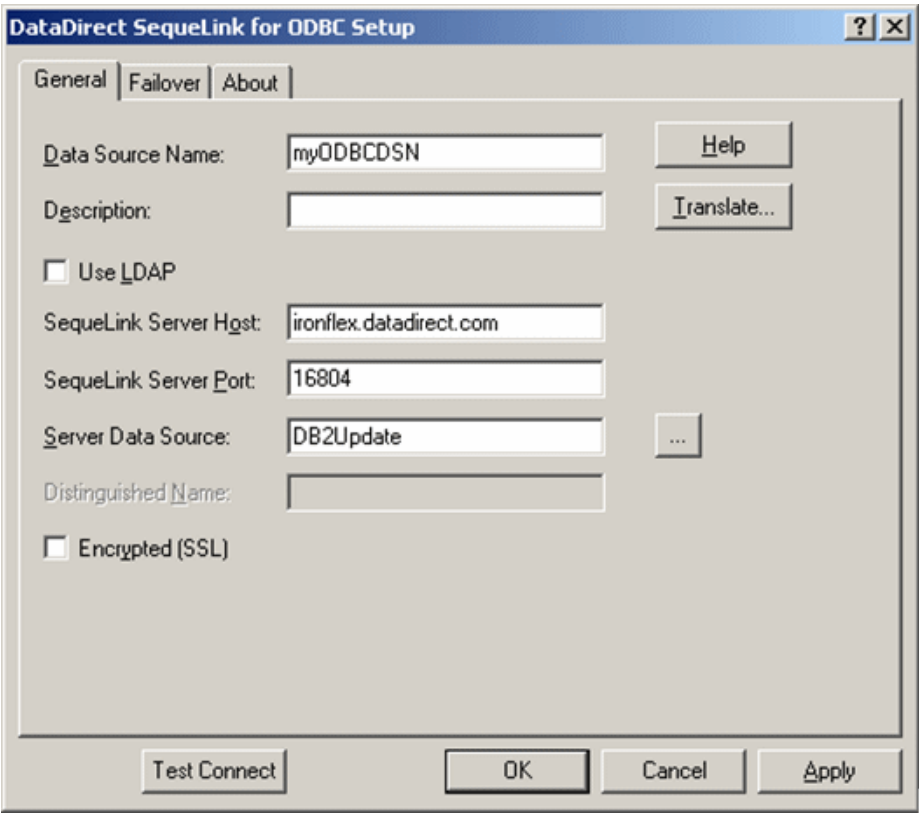 DataDirect SequeLink for ODBC Setup
General Failover About
Data Source Name: myODBCDSN Help
Description: Translate...
Use LDAP
SequeLink Server Host: ironflex.datadirect.com
SequeLink Server Port: 16804
Server Data Source: DB2Update ...
Distinguished Name:
Encrypted (SSL)
Test Connect OK Cancel Apply